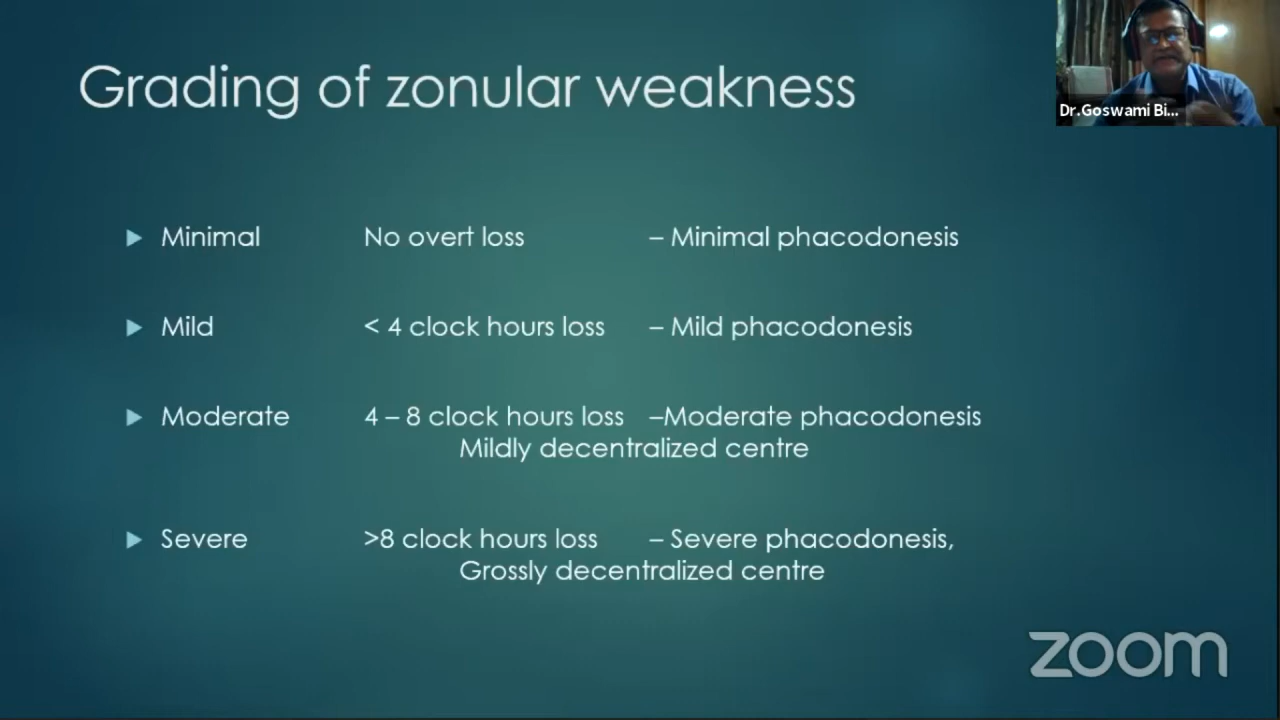 Grading of zonular weakness
Dr.Goswami Bi...
Minimal No overt loss – Minimal phacodonesis
Mild < 4 clock hours loss – Mild phacodonesis
Moderate 4 – 8 clock hours loss –Moderate phacodonesis
Mildly decentralized centre
Severe >8 clock hours loss – Severe phacodonesis,
Grossly decentralized centre
zoom